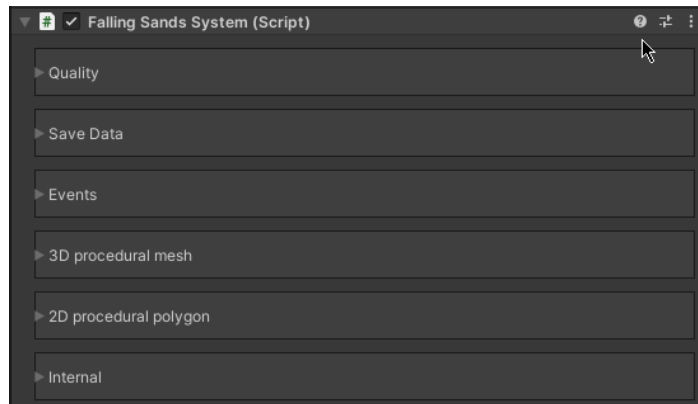 # Falling Sands System (Script)
Quality
Save Data
Events
3D procedural mesh
2D procedural polygon
Internal